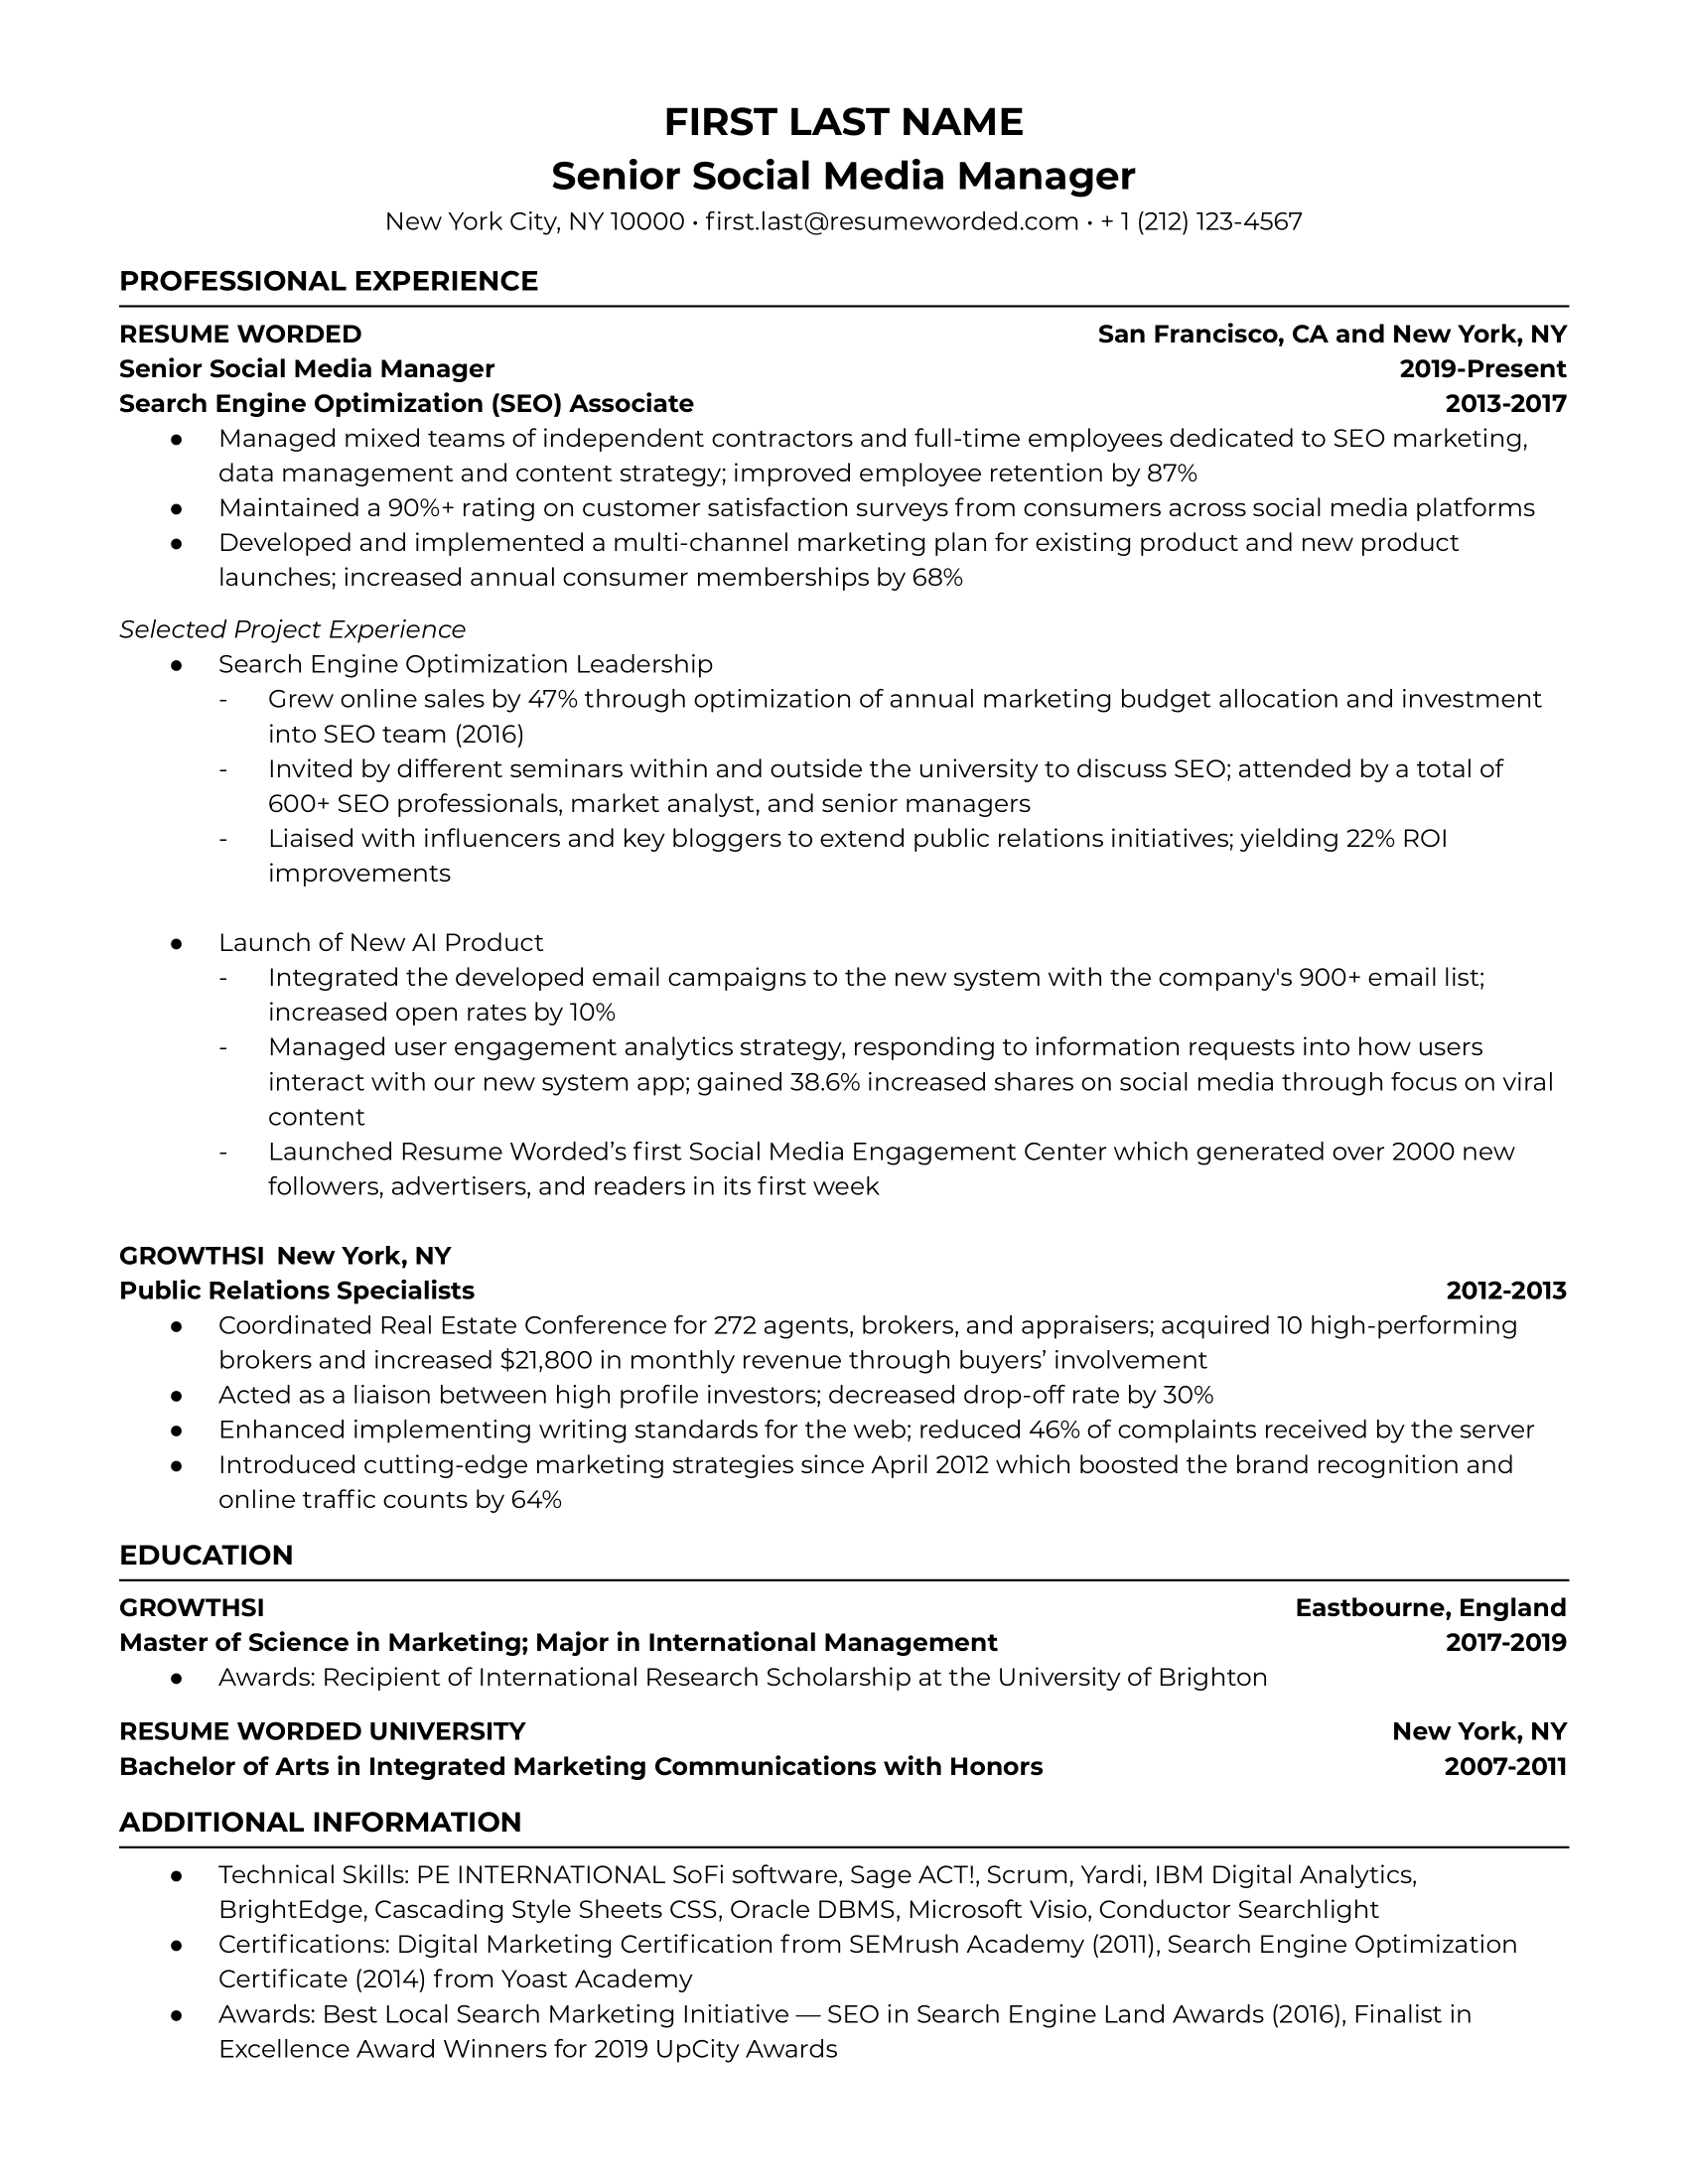 FIRST LAST NAME
Senior Social Media Manager
New York City, NY 10000 • first.last@resumeworded.com • + 1 (212) 123-4567
PROFESSIONAL EXPERIENCE
RESUME WORDED San Francisco, CA and New York, NY
Senior Social Media Manager 2019-Present
Search Engine Optimization (SEO) Associate 2013-2017
● Managed mixed teams of independent contractors and full-time employees dedicated to SEO marketing,
data management and content strategy; improved employee retention by 87%
● Maintained a 90%+ rating on customer satisfaction surveys from consumers across social media platforms
● Developed and implemented a multi-channel marketing plan for existing product and new product
launches; increased annual consumer memberships by 68%
Selected Project Experience
● Search Engine Optimization Leadership
- Grew online sales by 47% through optimization of annual marketing budget allocation and investment
into SEO team (2016)
- Invited by different seminars within and outside the university to discuss SEO; attended by a total of
600+ SEO professionals, market analyst, and senior managers
- Liaised with influencers and key bloggers to extend public relations initiatives; yielding 22% ROI
improvements
● Launch of New AI Product
- Integrated the developed email campaigns to the new system with the company's 900+ email list;
increased open rates by 10%
- Managed user engagement analytics strategy, responding to information requests into how users
interact with our new system app; gained 38.6% increased shares on social media through focus on viral
content
- Launched Resume Worded’s first Social Media Engagement Center which generated over 2000 new
followers, advertisers, and readers in its first week
GROWTHSI New York, NY
Public Relations Specialists 2012-2013
● Coordinated Real Estate Conference for 272 agents, brokers, and appraisers; acquired 10 high-performing
brokers and increased $21,800 in monthly revenue through buyers’ involvement
● Acted as a liaison between high profile investors; decreased drop-off rate by 30%
● Enhanced implementing writing standards for the web; reduced 46% of complaints received by the server
● Introduced cutting-edge marketing strategies since April 2012 which boosted the brand recognition and
online traffic counts by 64%
EDUCATION
GROWTHSI Eastbourne, England
Master of Science in Marketing; Major in International Management 2017-2019
● Awards: Recipient of International Research Scholarship at the University of Brighton
RESUME WORDED UNIVERSITY New York, NY
Bachelor of Arts in Integrated Marketing Communications with Honors 2007-2011
ADDITIONAL INFORMATION
● Technical Skills: PE INTERNATIONAL SoFi software, Sage ACT!, Scrum, Yardi, IBM Digital Analytics,
BrightEdge, Cascading Style Sheets CSS, Oracle DBMS, Microsoft Visio, Conductor Searchlight
● Certifications: Digital Marketing Certification from SEMrush Academy (2011), Search Engine Optimization
Certificate (2014) from Yoast Academy
● Awards: Best Local Search Marketing Initiative — SEO in Search Engine Land Awards (2016), Finalist in
Excellence Award Winners for 2019 UpCity Awards